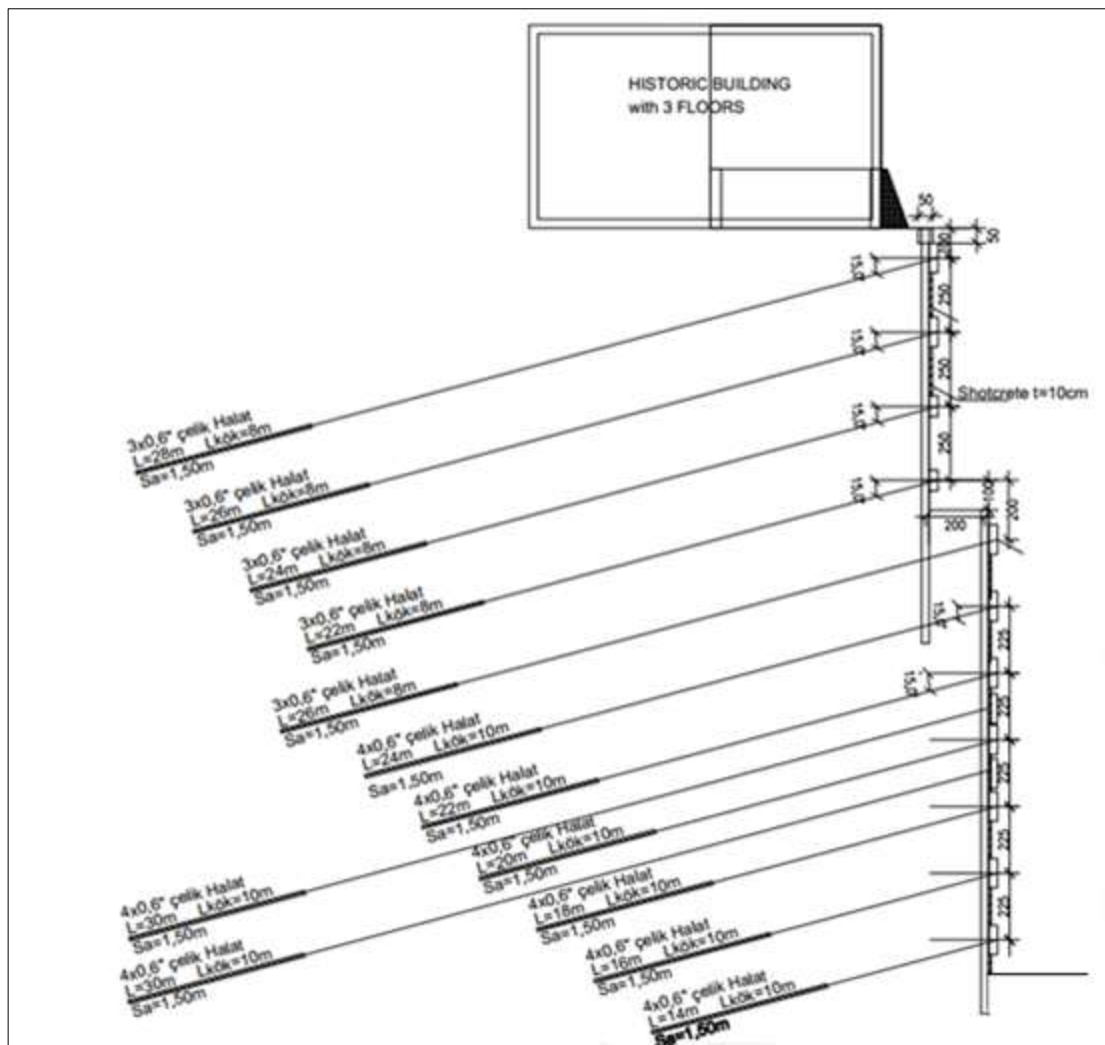 HISTORIC BUILDING
with 3 FLOORS
50
200
50
15,0
250
15,0
250
Shotcrete t=10cm
15,0
250
15,0
100
200
200
15,0
225
15,0
225
225
225
225
3x0,6" çelik Halat
L=28m Lkök=8m
Sa=1,50m
3x0,6" çelik Halat
L=26m Lkök=8m
Sa=1,50m
3x0,6" çelik Halat
L=24m Lkök=8m
Sa=1,50m
3x0,6" çelik Halat
L=22m Lkök=8m
Sa=1,50m
3x0,6" çelik Halat
L=26m Lkök=8m
Sa=1,50m
4x0,6" çelik Halat
L=24m Lkök=10m
Sa=1,50m
4x0,6" çelik Halat
L=22m Lkök=10m
Sa=1,50m
4x0,6" çelik Halat
L=20m Lkök=10m
Sa=1,50m
4x0,6" çelik Halat
L=30m Lkök=10m
Sa=1,50m
4x0,6" çelik Halat
L=18m Lkök=10m
Sa=1,50m
4x0,6" çelik Halat
L=30m Lkök=10m
Sa=1,50m
4x0,6" çelik Halat
L=16m Lkök=10m
Sa=1,50m
4x0,6" çelik Halat
L=14m Lkök=10m
Sa=1,50m